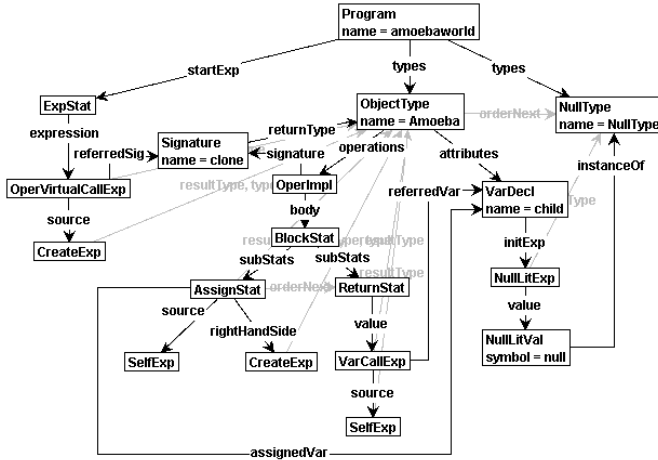 Program
name = amoebaworld
startExp
types
types
ExpStat
ObjectType
name = Amoeba
orderNext
NullType
name = NullType
expression
referredSig
Signature
name = clone
returnType
signature
operations
attributes
instanceOf
OperVirtualCallExp
resultType, type
OperImpl
referredVar
VarDecl
name = child
Type
source
body
CreateExp
BlockStat
initExp
subStats
subStats
resultType
NullLitExp
AssignStat
orderNext
ReturnStat
source
rightHandSide
value
value
NullLitVal
symbol = null
SelfExp
CreateExp
VarCallExp
source
SelfExp
assignedVar